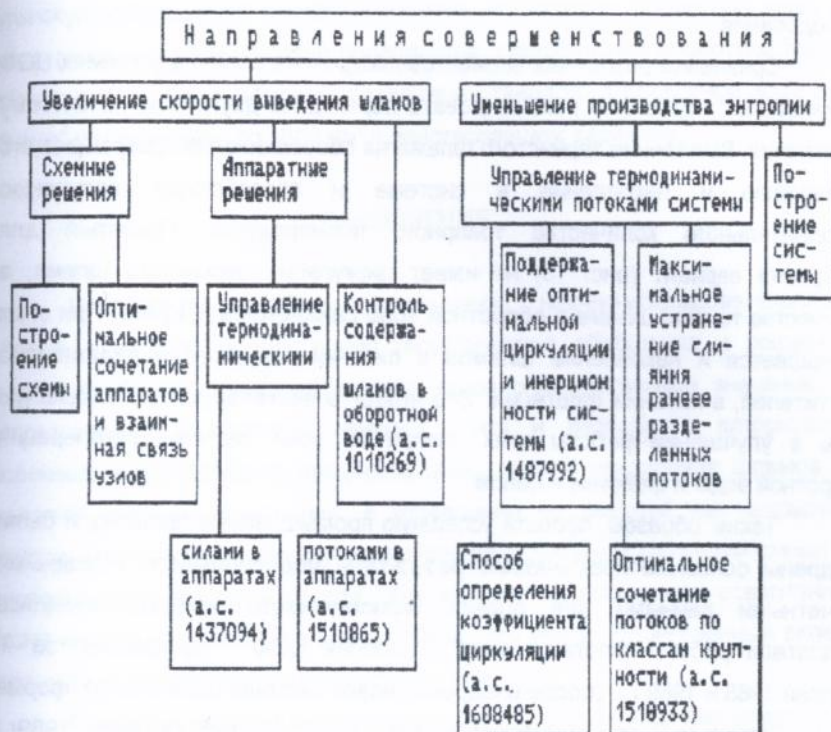 Направления совершенствования
Увеличение скорости выведения шламов
Уменьшение производства энтропии
Схемные
решения
Аппаратные
решения
Управление термодинами-
ческими потоками системы
По-
стро-
ение
сис-
темы
По-
стро-
ение
схемы
Опти-
мальное
сочетание
аппаратов
и взаим-
ная связь
узлов
Управление
термодина-
ническими
Контроль
содержа-
ния
шламов в
оборотной
воде (а.с.
1010269)
Поддержа-
ние опти-
мальной
циркуляции
и инерцион
ности сис-
темы (а.с.
1487992)
Макси-
мальное
устране-
ние сли-
яния
ранеее
разде-
ленных
потоков
силами в
аппаратах
(а.с.
1437094)
потоками в
аппаратах
(а.с.
1510865)
Способ
определения
коэффициента
циркуляции
(а.с.
1608485)
Оптимальное
сочетание
потоков по
классам круп-
ности (а.с.
1510933)